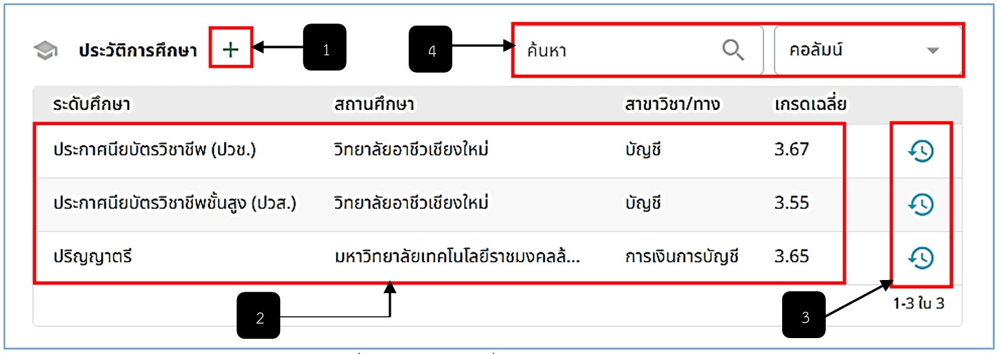 ประวัติการศึกษา + 1 4 ค้นหา คอลัมน์
ระดับศึกษา สถานศึกษา สาขาวิชา/ทาง เกรดเฉลี่ย
ประกาศนียบัตรวิชาชีพ (ปวช.) วิทยาลัยอาชีวเชียงใหม่ บัญชี 3.67
ประกาศนียบัตรวิชาชีพชั้นสูง (ปวส.) วิทยาลัยอาชีวเชียงใหม่ บัญชี 3.55
ปริญญาตรี มหาวิทยาลัยเทคโนโลยีราชมงคลล้... การเงินการบัญชี 3.65
1-3 ใน 3
2 3